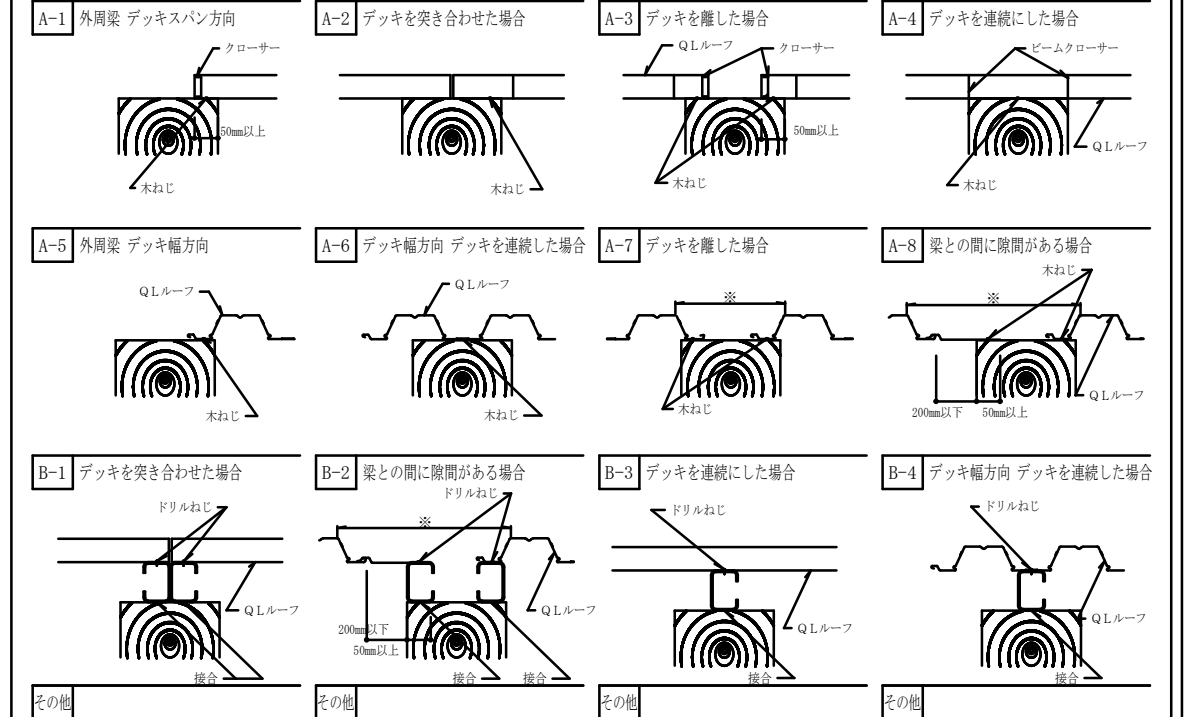 A-1 外周梁 デッキスパン方向
クローサー
50mm以上
木ねじ
A-2 デッキを突き合わせた場合
木ねじ
A-3 デッキを離した場合
QLルーフ
クローサー
50mm以上
木ねじ
A-4 デッキを連続にした場合
ビームクローサー
QLルーフ
木ねじ
A-5 外周梁 デッキ幅方向
QLルーフ
木ねじ
A-6 デッキ幅方向 デッキを連続した場合
QLルーフ
木ねじ
A-7 デッキを離した場合
※
木ねじ
A-8 梁との間に隙間がある場合
木ねじ
※
QLルーフ
200mm以下
50mm以上
B-1 デッキを突き合わせた場合
ドリルねじ
QLルーフ
接合
B-2 梁との間に隙間がある場合
ドリルねじ
※
QLルーフ
200mm以下
50mm以上
接合
接合
B-3 デッキを連続にした場合
ドリルねじ
QLルーフ
接合
B-4 デッキ幅方向 デッキを連続した場合
ドリルねじ
QLルーフ
接合
その他
その他
その他
その他